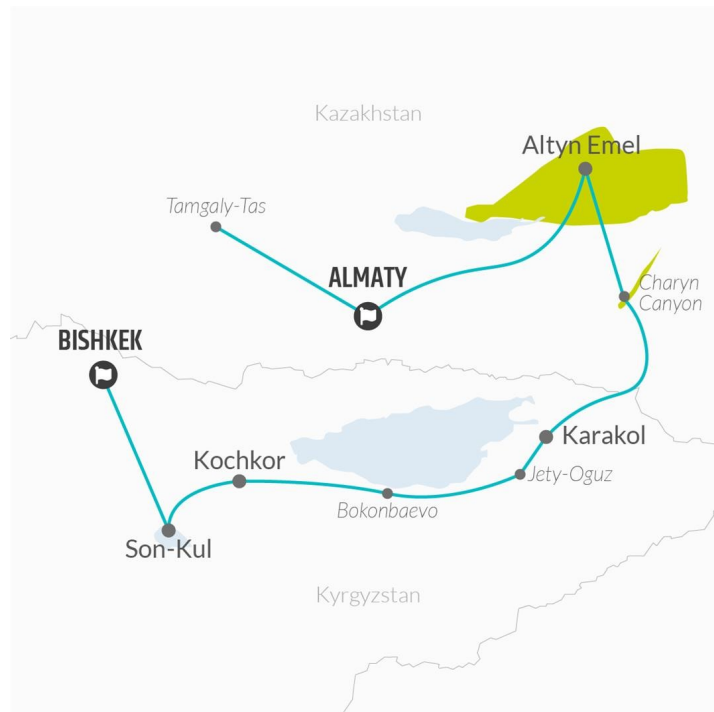 Kazakhstan
Altyn Emel
Tamgaly-Tas
ALMATY
Charyn
Canyon
BISHKEK
Karakol
Kochkor
Jety-Oguz
Bokonbaevo
Son-Kul
Kyrgyzstan